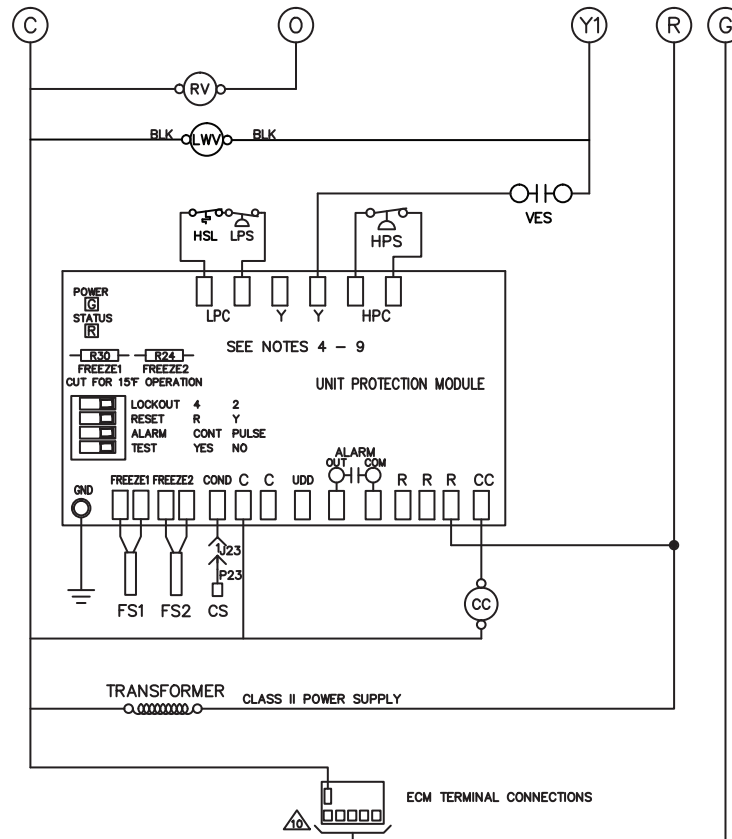 C O Y1 R G
RV
BLK LWV BLK
VES
HSL LPS HPS
LPC Y Y HPC
POWER
G
STATUS
R
SEE NOTES 4 – 9
R30 R24
FREEZE1 FREEZE2
CUT FOR 15°F OPERATION
UNIT PROTECTION MODULE
LOCKOUT 4 2
RESET R Y
ALARM CONT PULSE
TEST YES NO
ALARM
OUT COM
GND FREEZE1 FREEZE2 COND C C UDD R R R CC
1 J23
P23
FS1 FS2 CS
CC
TRANSFORMER CLASS II POWER SUPPLY
ECM TERMINAL CONNECTIONS
10